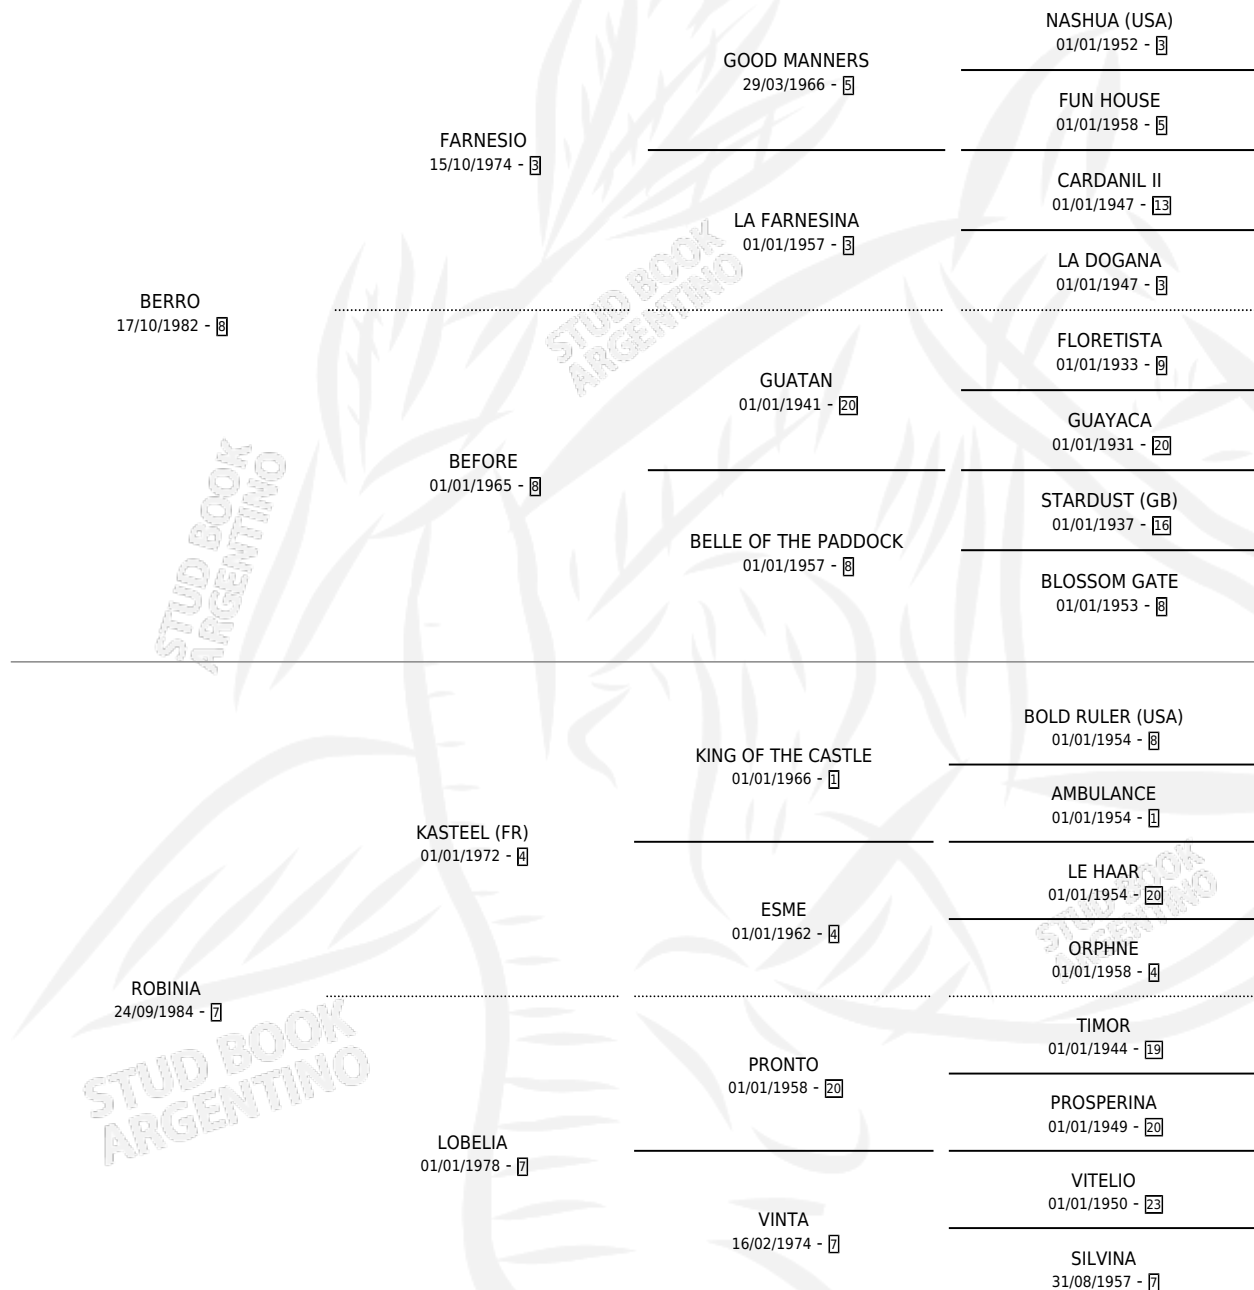 NASHUA (USA)
01/01/1952 - 3
GOOD MANNERS
29/03/1966 - 5
FUN HOUSE
01/01/1958 - 5
FARNESIO
15/10/1974 - 3
CARDANIL II
01/01/1947 - 13
LA FARNESINA
01/01/1957 - 3
LA DOGANA
01/01/1947 - 3
BERRO
17/10/1982 - 8
STUD BOOK
ARGENTINO
FLORETISTA
01/01/1933 - 9
GUATAN
01/01/1941 - 20
GUAYACA
01/01/1931 - 20
BEFORE
01/01/1965 - 8
STARDUST (GB)
01/01/1937 - 16
BELLE OF THE PADDOCK
01/01/1957 - 8
BLOSSOM GATE
01/01/1953 - 8
STUD BOOK
ARGENTINO
BOLD RULER (USA)
01/01/1954 - 8
KING OF THE CASTLE
01/01/1966 - 1
AMBULANCE
01/01/1954 - 1
KASTEEL (FR)
01/01/1972 - 4
LE HAAR
01/01/1954 - 20
ESME
01/01/1962 - 4
ORPHNE
01/01/1958 - 4
STUD BOOK
ARGENTINO
ROBINIA
24/09/1984 - 7
TIMOR
01/01/1944 - 19
PRONTO
01/01/1958 - 20
PROSPERINA
01/01/1949 - 20
STUD BOOK
ARGENTINO
LOBELIA
01/01/1978 - 7
VITELIO
01/01/1950 - 23
VINTA
16/02/1974 - 7
SILVINA
31/08/1957 - 7